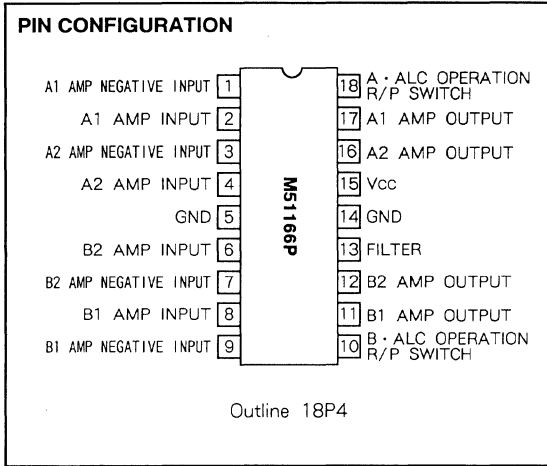 PIN CONFIGURATION
A1 AMP NEGATIVE INPUT 1
A1 AMP INPUT 2
A2 AMP NEGATIVE INPUT 3
A2 AMP INPUT 4
GND 5
B2 AMP INPUT 6
B2 AMP NEGATIVE INPUT 7
B1 AMP INPUT 8
B1 AMP NEGATIVE INPUT 9
M51166P
18 A・ALC OPERATION
R/P SWITCH
17 A1 AMP OUTPUT
16 A2 AMP OUTPUT
15 Vcc
14 GND
13 FILTER
12 B2 AMP OUTPUT
11 B1 AMP OUTPUT
10 B・ALC OPERATION
R/P SWITCH
Outline 18P4